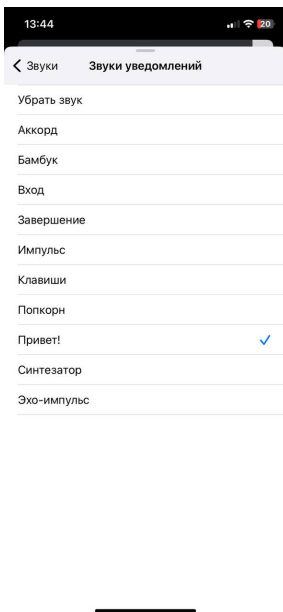 13:44
20
Звуки
Звуки уведомлений
Убрать звук
Аккорд
Бамбук
Вход
Завершение
Импульс
Клавиши
Попкорн
Привет!
Синтезатор
Эхо-импульс